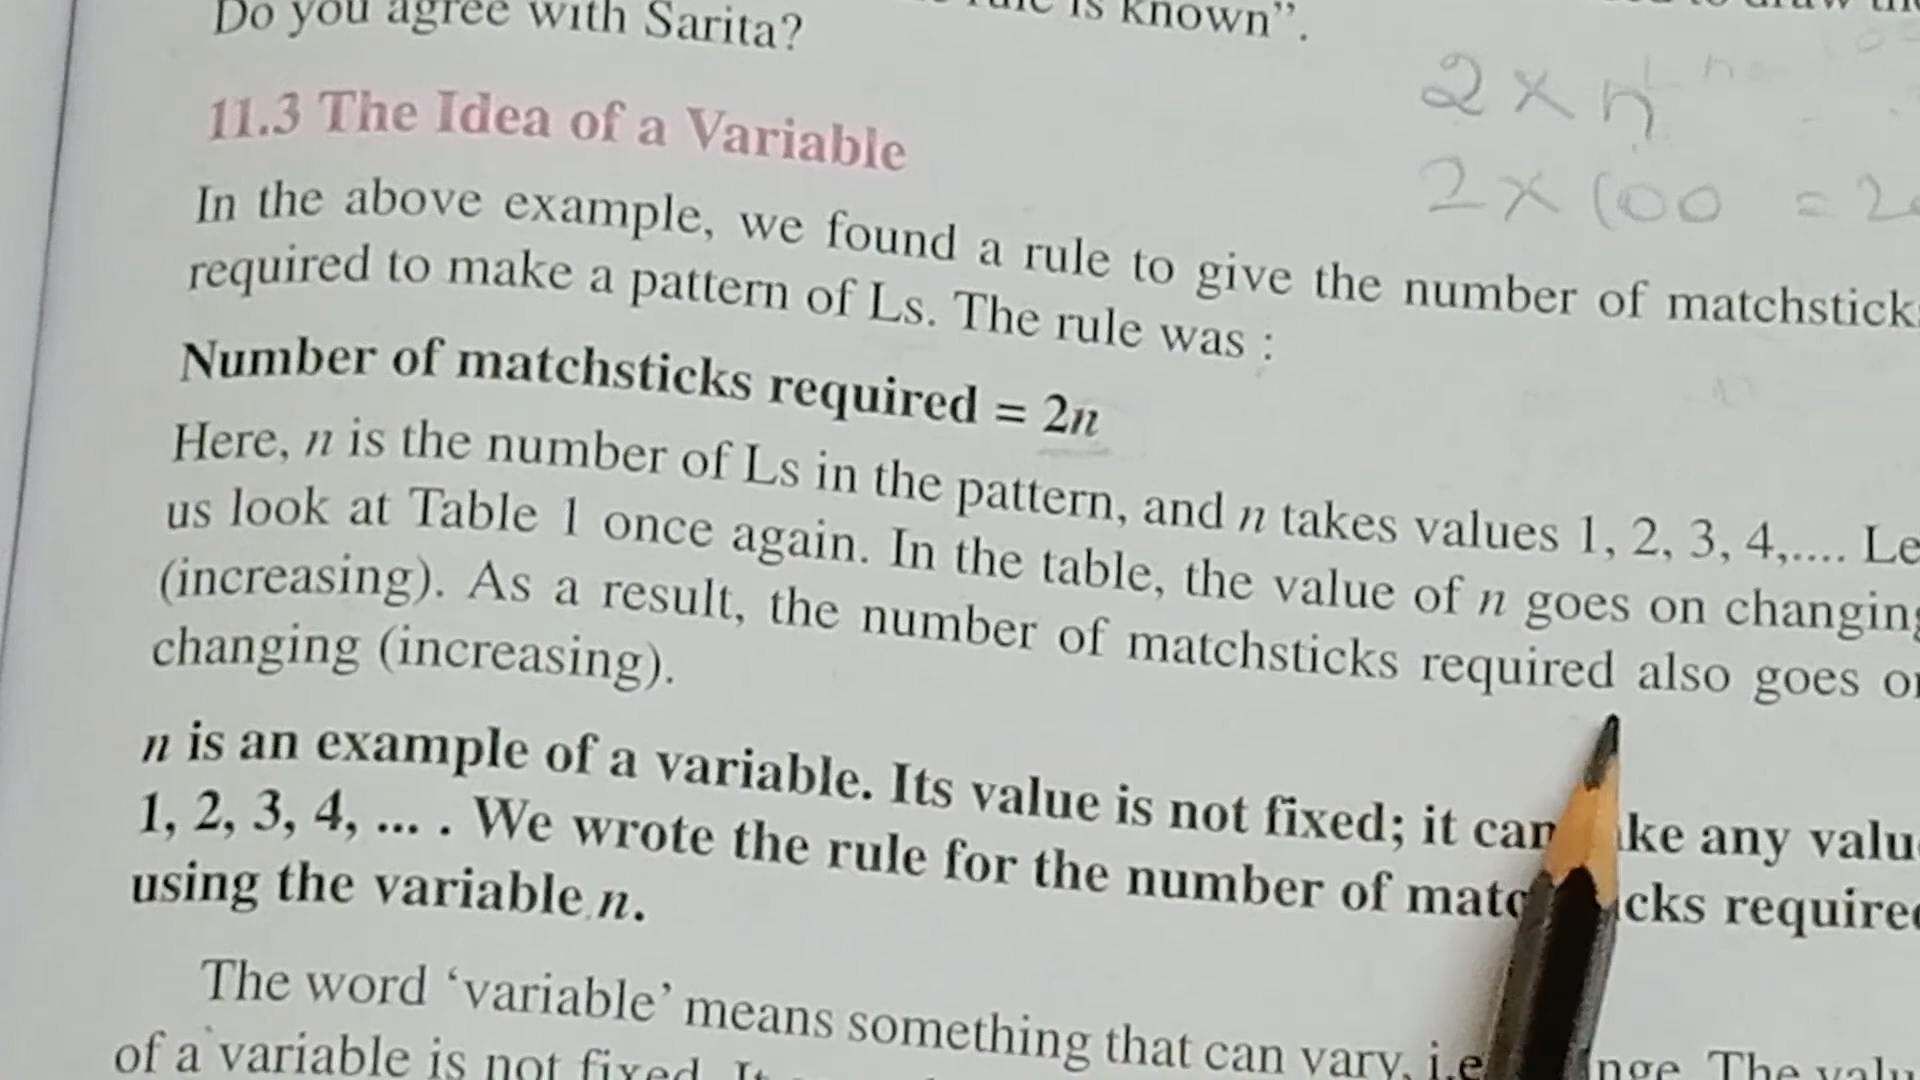 is known”.
Do you agree with Sarita?
2 × n
2 × 100 = 2
11.3 The Idea of a Variable
In the above example, we found a rule to give the number of matchstick
required to make a pattern of Ls. The rule was :
Number of matchsticks required = 2n
Here, n is the number of Ls in the pattern, and n takes values 1, 2, 3, 4,.... Le
us look at Table 1 once again. In the table, the value of n goes on changing
(increasing). As a result, the number of matchsticks required also goes o
changing (increasing).
n is an example of a variable. Its value is not fixed; it can ke any valu
1, 2, 3, 4, ... . We wrote the rule for the number of matc cks require
using the variable n.
The word ‘variable’ means something that can vary, i.e nge. The valu
of a variable is not fixed. It